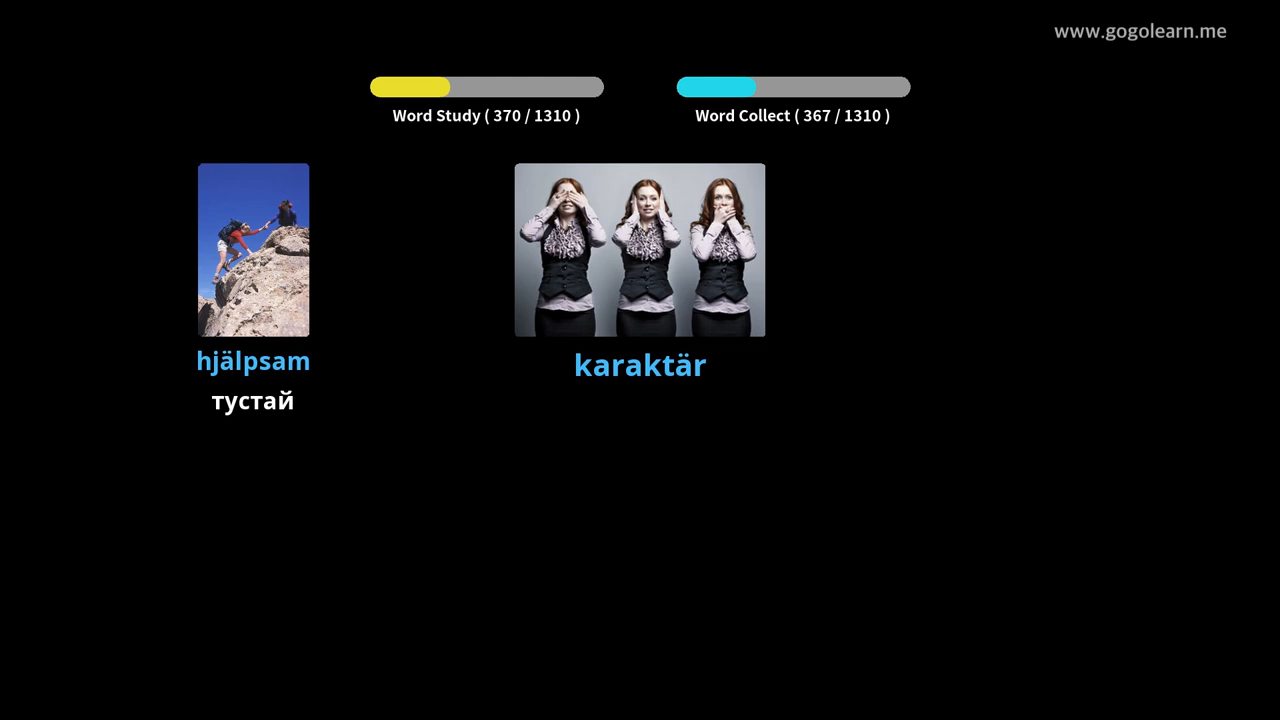 www.gogolearn.me
Word Study ( 370 / 1310 )
Word Collect ( 367 / 1310 )
hjälpsam
тустай
karaktär